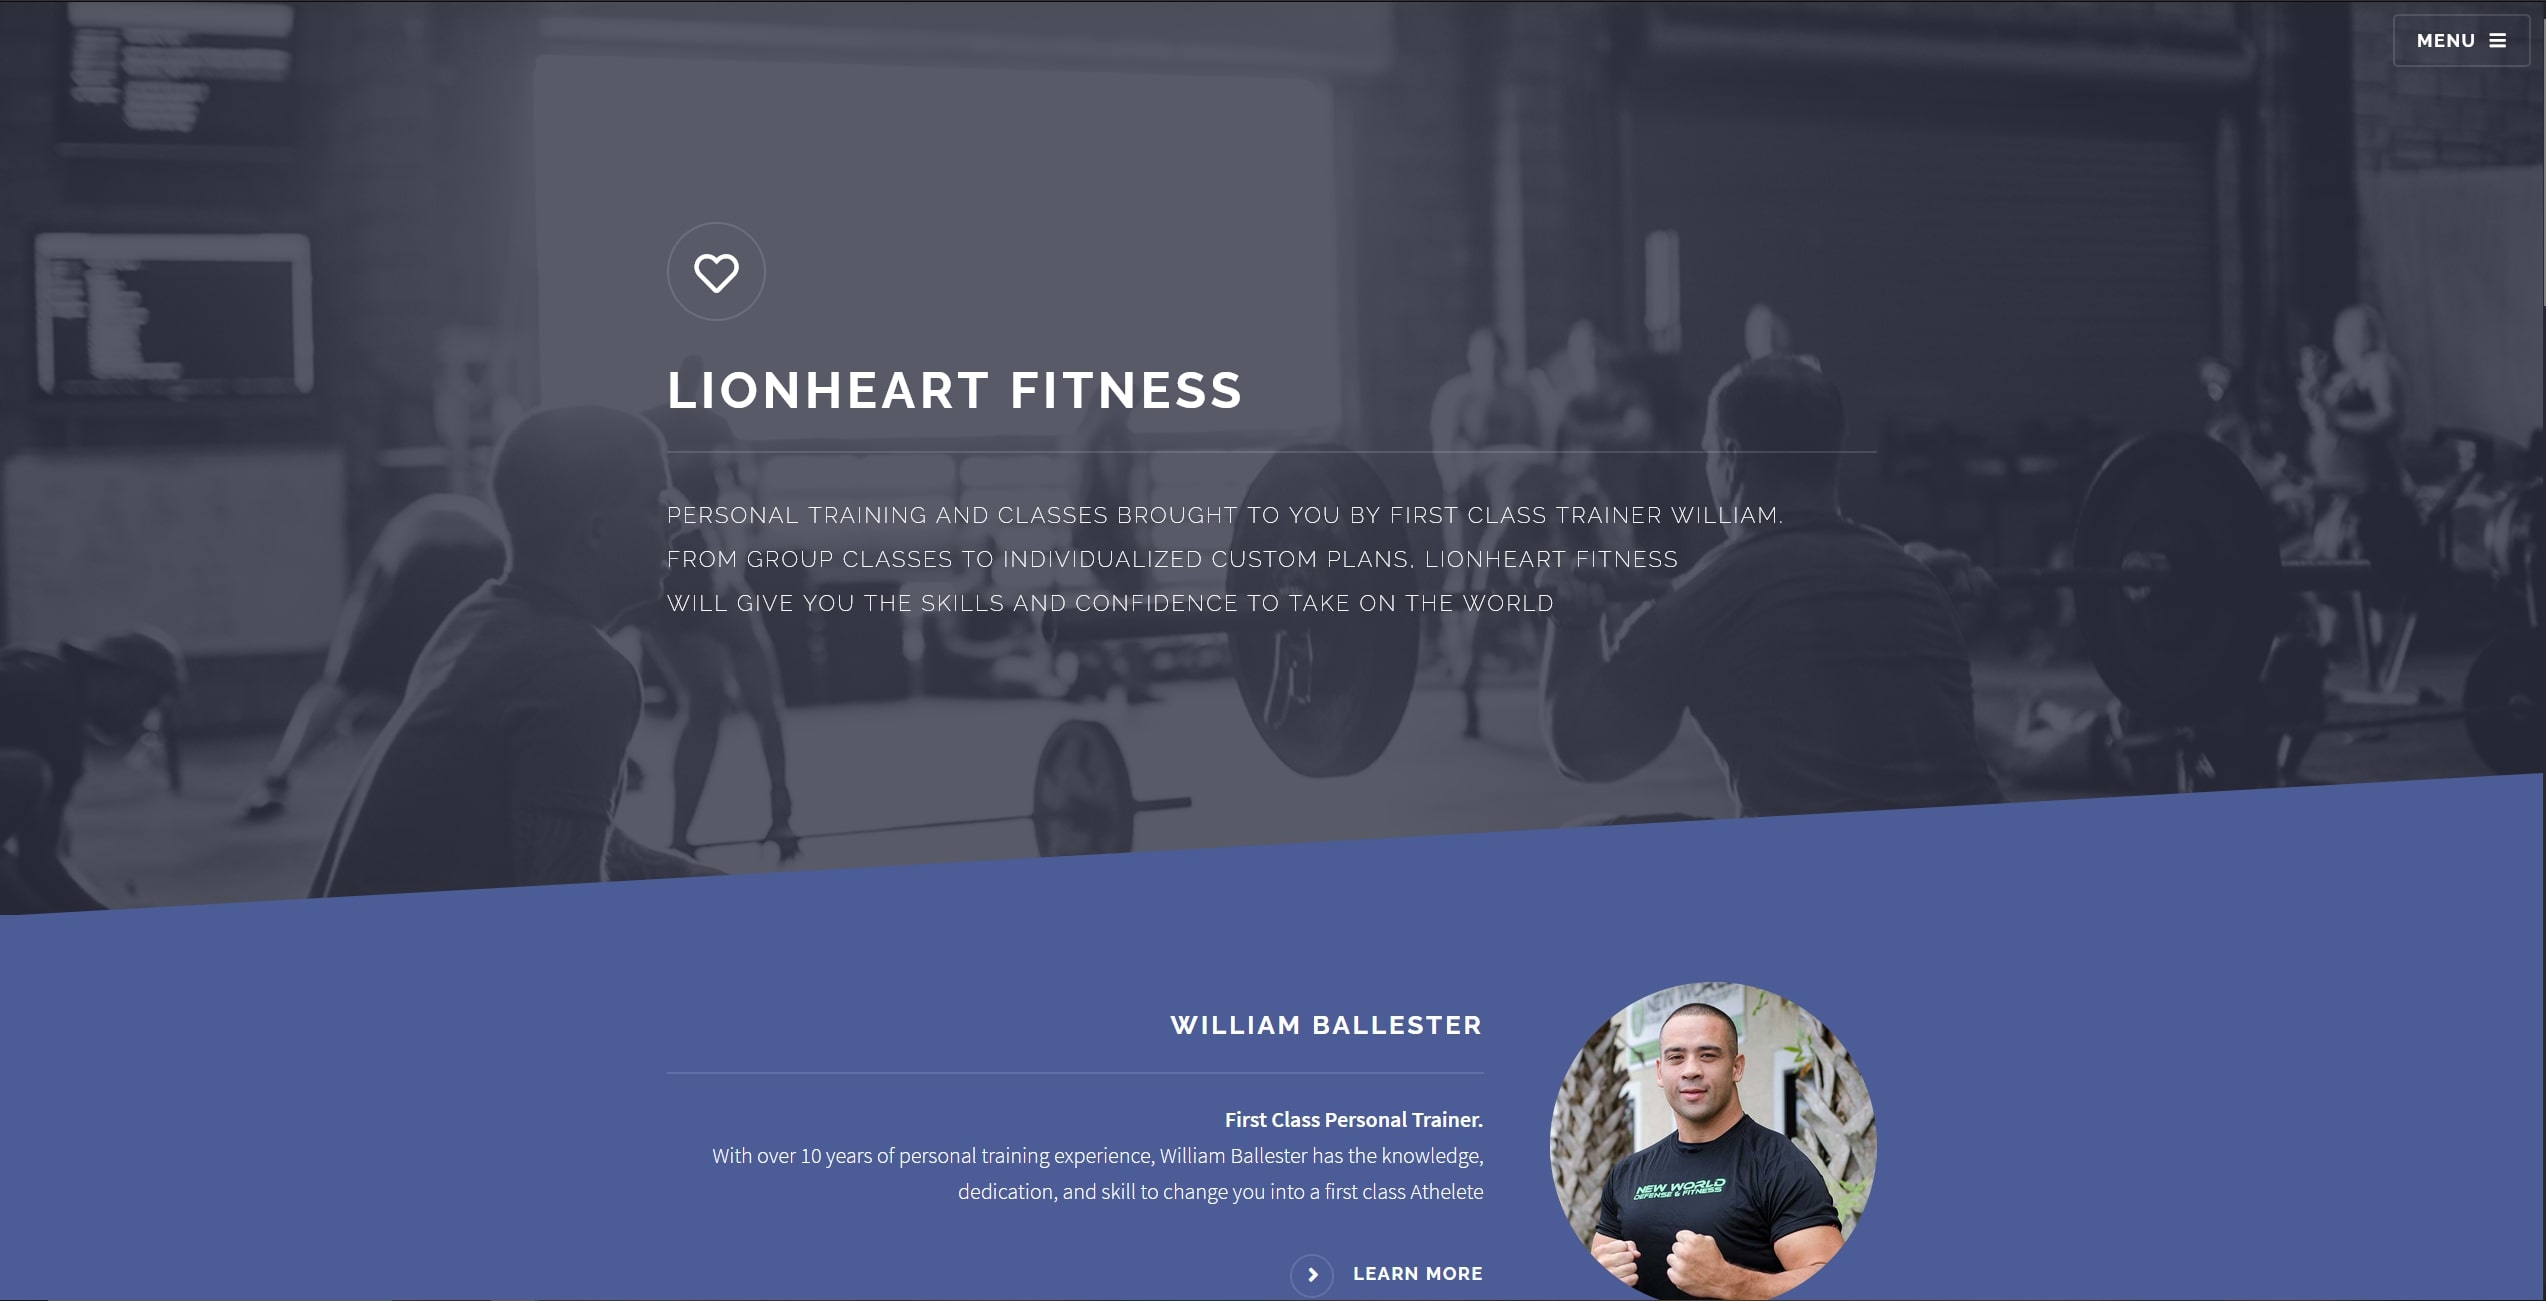 MENU
LIONHEART FITNESS
PERSONAL TRAINING AND CLASSES BROUGHT TO YOU BY FIRST CLASS TRAINER WILLIAM.
FROM GROUP CLASSES TO INDIVIDUALIZED CUSTOM PLANS, LIONHEART FITNESS
WILL GIVE YOU THE SKILLS AND CONFIDENCE TO TAKE ON THE WORLD
WILLIAM BALLESTER
First Class Personal Trainer.
With over 10 years of personal training experience, William Ballester has the knowledge,
dedication, and skill to change you into a first class Athelete
NEW WORLD
DEFENSE & FITNESS
LEARN MORE